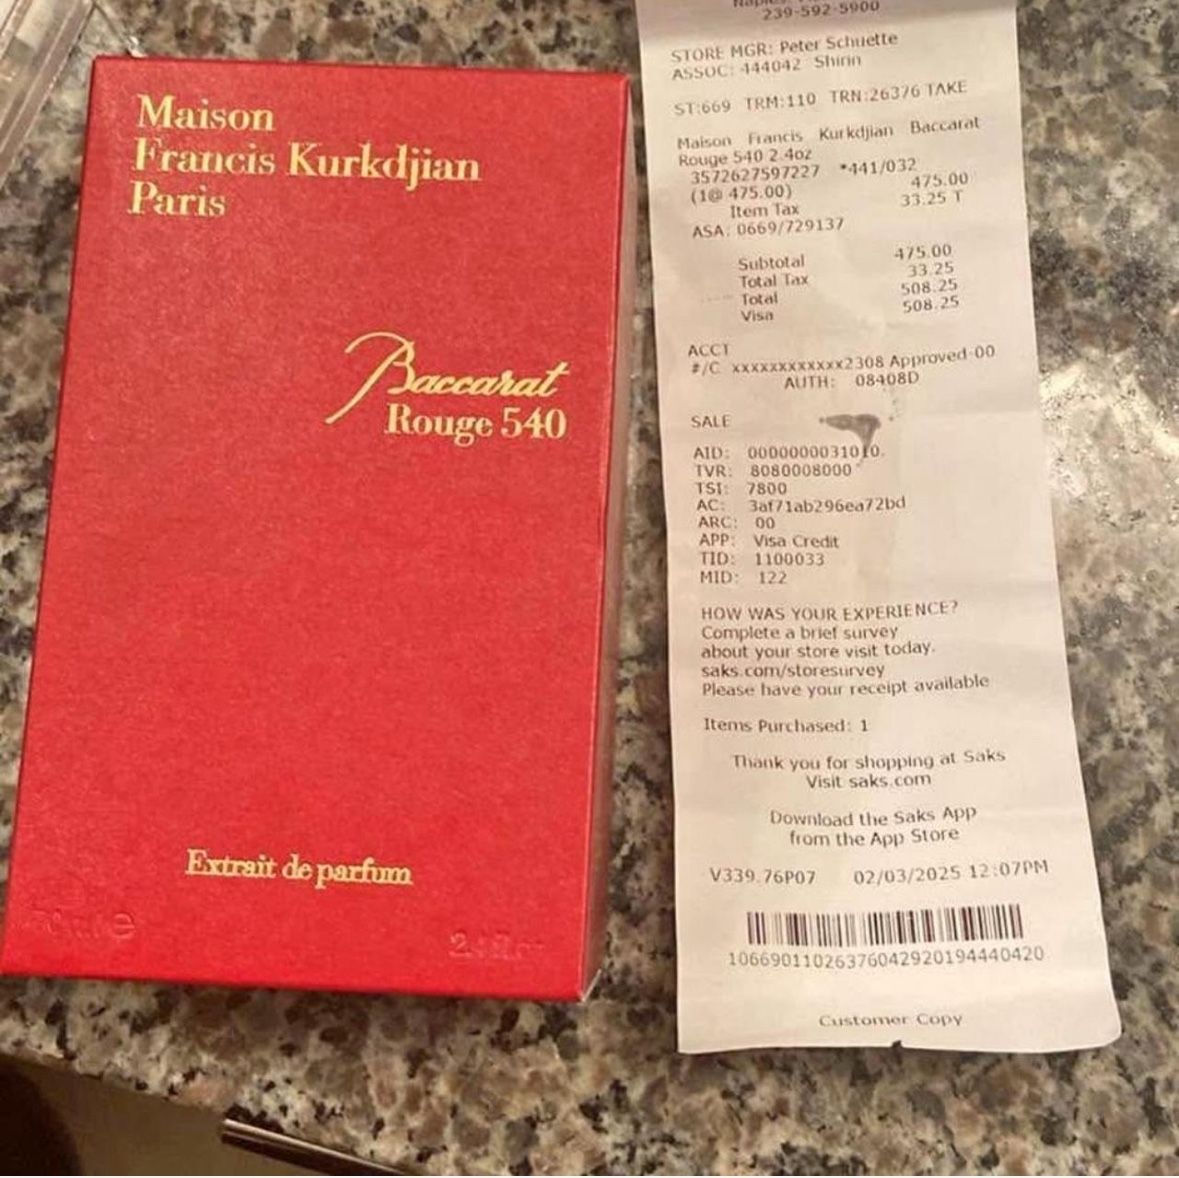 Maison
Francis Kurkdjian
Paris
Baccarat
Rouge 540
Extrait de parfum
239-592-5900
STORE MGR: Peter Schuette
ASSOC: 444042 Shirin
ST:669 TRM:110 TRN:26376 TAKE
Maison Francis Kurkdjian Baccarat
Rouge 540 2.4oz
3572627597227 *441/032
(1@ 475.00) 475.00
Item Tax 33.25 T
ASA: 0669/729137
Subtotal 475.00
Total Tax 33.25
Total 508.25
Visa 508.25
ACCT
#/C xxxxxxxxxxxx2308 Approved-00
AUTH: 08408D
SALE
AID: 0000000031010.
TVR: 8080008000
TSI: 7800
AC: 3af71ab296ea72bd
ARC: 00
APP: Visa Credit
TID: 1100033
MID: 122
HOW WAS YOUR EXPERIENCE?
Complete a brief survey
about your store visit today.
saks.com/storesurvey
Please have your receipt available
Items Purchased: 1
Thank you for shopping at Saks
Visit saks.com
Download the Saks App
from the App Store
V339.76P07 02/03/2025 12:07PM
10669011026376042920194440420
Customer Copy